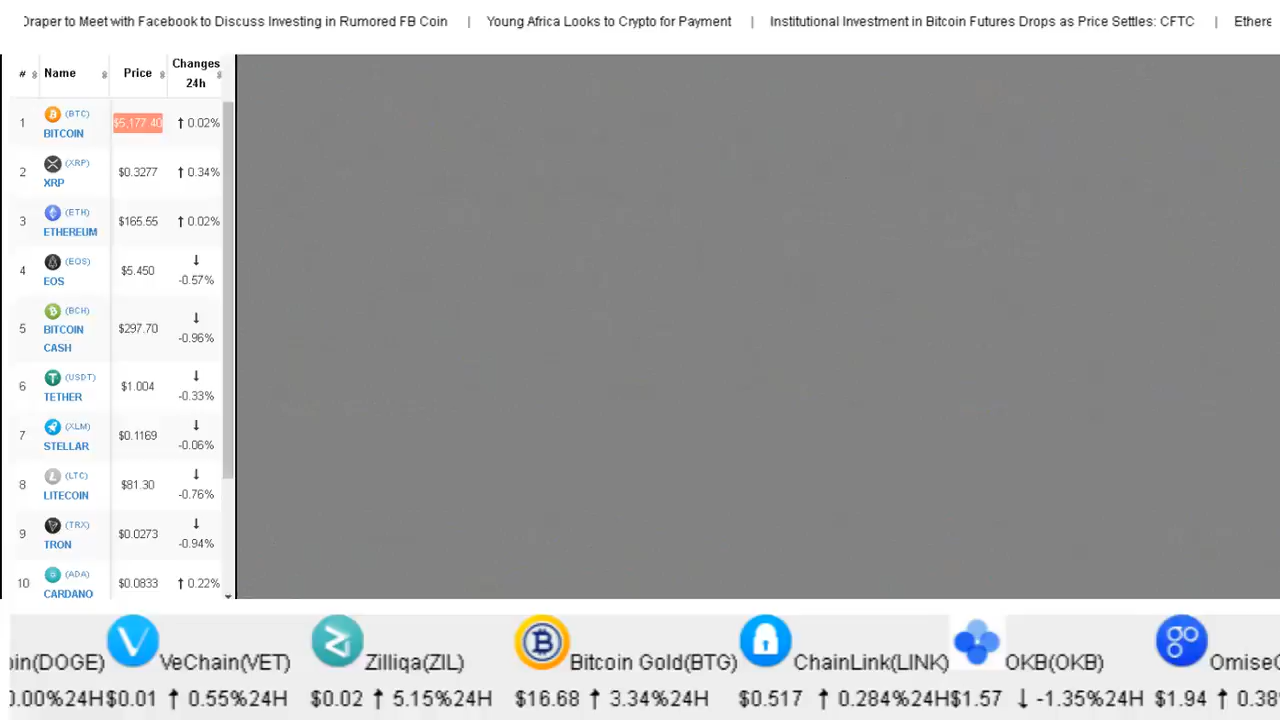 Draper to Meet with Facebook to Discuss Investing in Rumored FB Coin | Young Africa Looks to Crypto for Payment | Institutional Investment in Bitcoin Futures Drops as Price Settles: CFTC | Ethere
# Name Price Changes 24h
1 (BTC) BITCOIN $5,177.40 ↑ 0.02%
2 (XRP) XRP $0.3277 ↑ 0.34%
3 (ETH) ETHEREUM $165.55 ↑ 0.02%
4 (EOS) EOS $5.450 ↓ -0.57%
5 (BCH) BITCOIN CASH $297.70 ↓ -0.96%
6 (USDT) TETHER $1.004 ↓ -0.33%
7 (XLM) STELLAR $0.1169 ↓ -0.06%
8 (LTC) LITECOIN $81.30 ↓ -0.76%
9 (TRX) TRON $0.0273 ↓ -0.94%
10 (ADA) CARDANO $0.0833 ↑ 0.22%
oin(DOGE) VeChain(VET) Zilliqa(ZIL) Bitcoin Gold(BTG) ChainLink(LINK) OKB(OKB) Omise
0.00%24H $0.01 ↑ 0.55%24H $0.02 ↑ 5.15%24H $16.68 ↑ 3.34%24H $0.517 ↑ 0.284%24H $1.57 ↓ -1.35%24H $1.94 ↑ 0.38